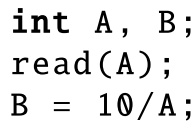 int A, B;
read(A);
B = 10/A;